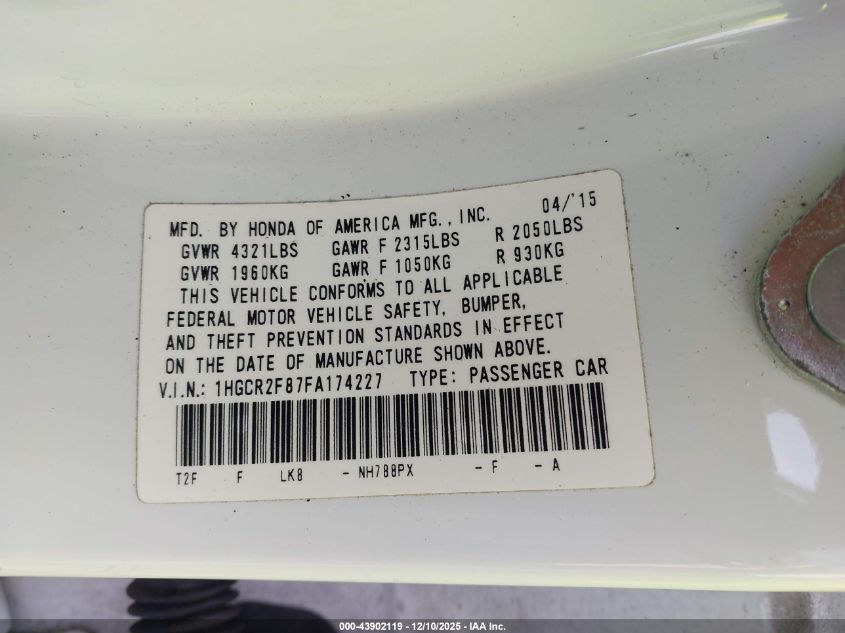 MFD. BY HONDA OF AMERICA MFG., INC. 04/'15
GVWR 4321LBS GAWR F 2315LBS R 2050LBS
GVWR 1960KG GAWR F 1050KG R 930KG
THIS VEHICLE CONFORMS TO ALL APPLICABLE
FEDERAL MOTOR VEHICLE SAFETY, BUMPER,
AND THEFT PREVENTION STANDARDS IN EFFECT
ON THE DATE OF MANUFACTURE SHOWN ABOVE.
V.I.N.: 1HGCR2F87FA174227 TYPE: PASSENGER CAR
T2F F LK8 - NH788PX - F - A
000-43902119 — 12/10/2025 — IAA Inc.